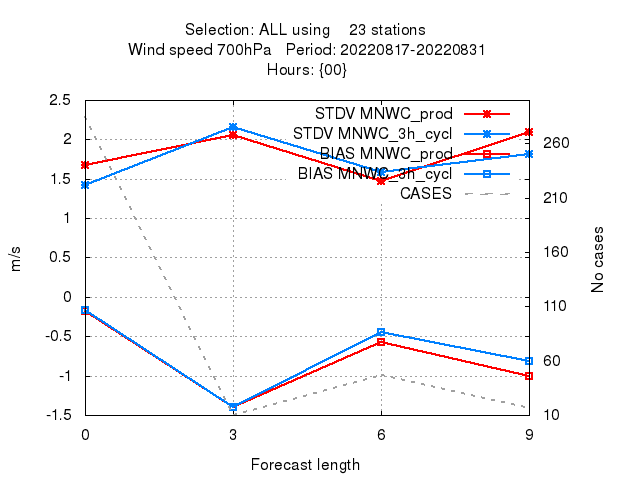 Selection: ALL using 23 stations
Wind speed 700hPa Period: 20220817-20220831
Hours: {00}
STDV MNWC_prod
STDV MNWC_3h_cycl
BIAS MNWC_prod
BIAS MNWC_3h_cycl
CASES
2.5
2
1.5
1
0.5
0
-0.5
-1
-1.5
m/s
260
210
160
110
60
10
No cases
0 3 6 9
Forecast length